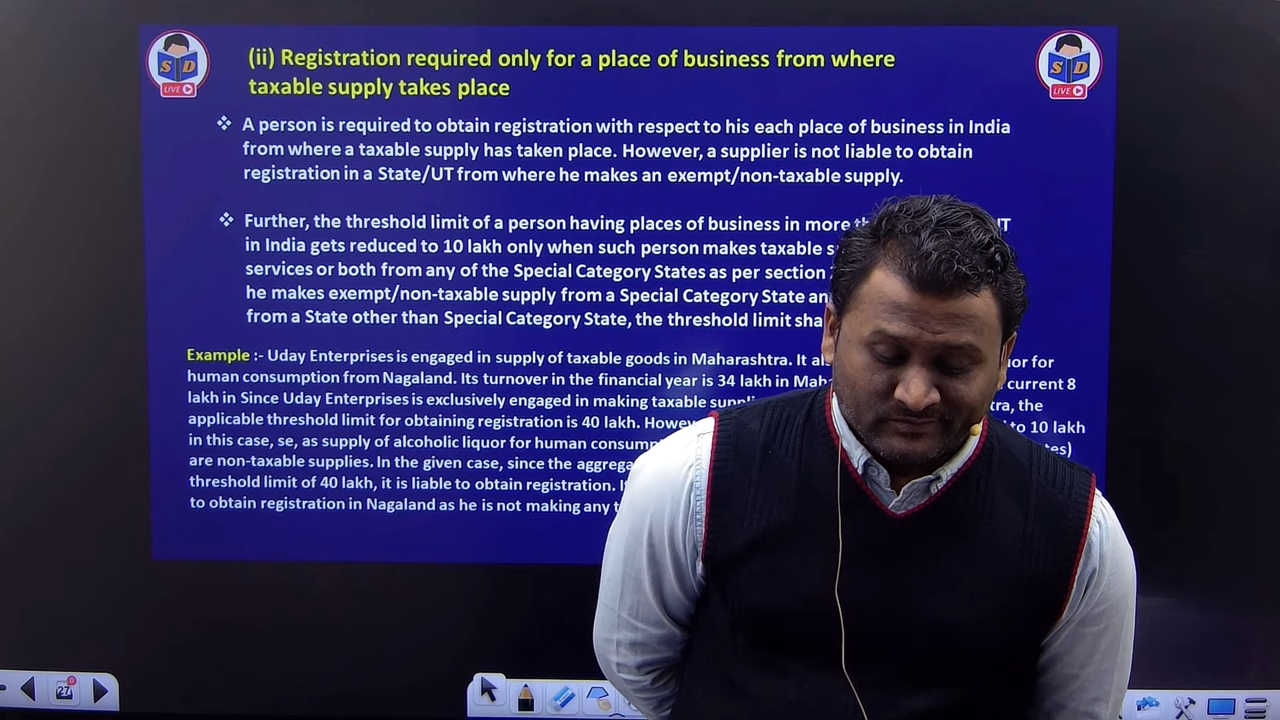 (ii) Registration required only for a place of business from where
taxable supply takes place
S D
LIVE
S D
LIVE
A person is required to obtain registration with respect to his each place of business in India
from where a taxable supply has taken place. However, a supplier is not liable to obtain
registration in a State/UT from where he makes an exempt/non-taxable supply.
Further, the threshold limit of a person having places of business in more
in India gets reduced to 10 lakh only when such person makes taxable
services or both from any of the Special Category States as per section
he makes exempt/non-taxable supply from a Special Category State
from a State other than Special Category State, the threshold limit
Example :- Uday Enterprises is engaged in supply of taxable goods in Maharashtra. It for
human consumption from Nagaland. Its turnover in the financial year is 34 lakh in current 8
lakh in Since Uday Enterprises is exclusively engaged in making taxable the
applicable threshold limit for obtaining registration is 40 lakh. to 10 lakh
in this case, se, as supply of alcoholic liquor for human
are non-taxable supplies. In the given case, since the
threshold limit of 40 lakh, it is liable to obtain registration.
to obtain registration in Nagaland as he is not making any
27